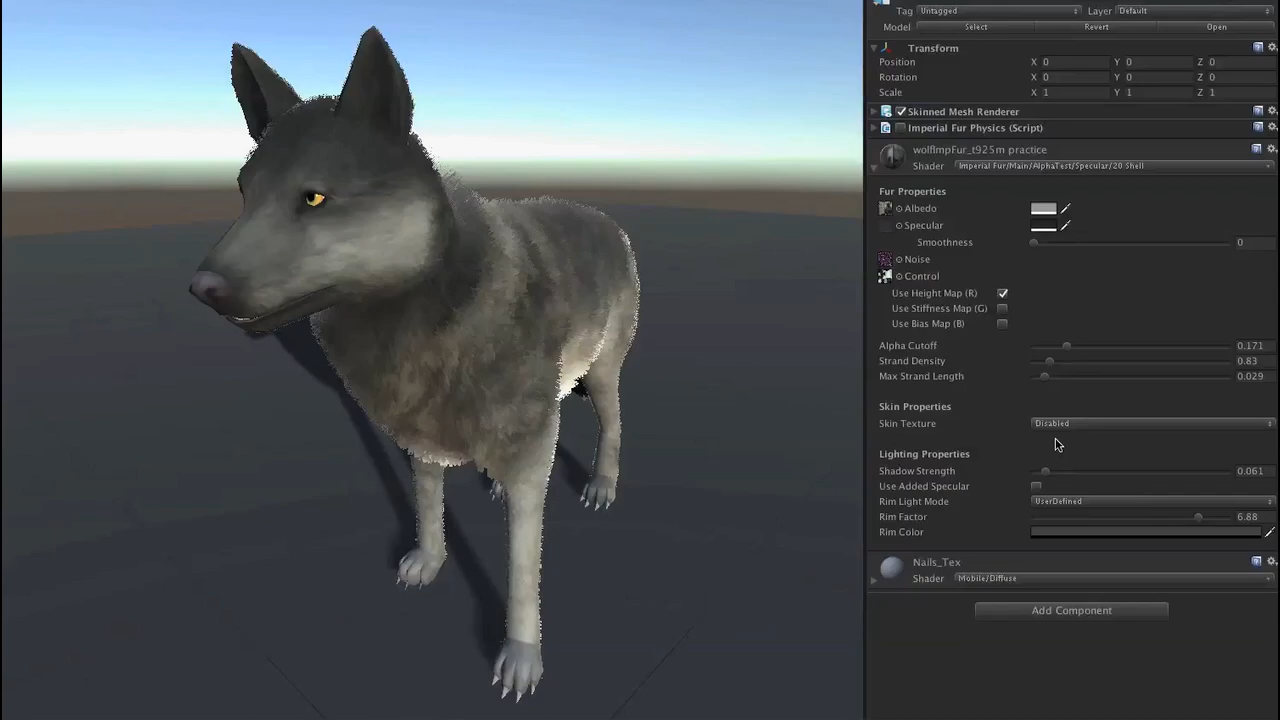 Tag Untagged Layer Default
Model Select Revert Open
Transform
Position X 0 Y 0 Z 0
Rotation X 0 Y 0 Z 0
Scale X 1 Y 1 Z 1
Skinned Mesh Renderer
Imperial Fur Physics (Script)
wolfImpFur_t925m practice
Shader Imperial Fur/Main/AlphaTest/Specular/20 Shell
Fur Properties
Albedo
Specular
Smoothness 0
Noise
Control
Use Height Map (R)
Use Stiffness Map (G)
Use Bias Map (B)
Alpha Cutoff 0.171
Strand Density 0.83
Max Strand Length 0.029
Skin Properties
Skin Texture Disabled
Lighting Properties
Shadow Strength 0.061
Use Added Specular
Rim Light Mode UserDefined
Rim Factor 6.88
Rim Color
Nails_Tex
Shader Mobile/Diffuse
Add Component